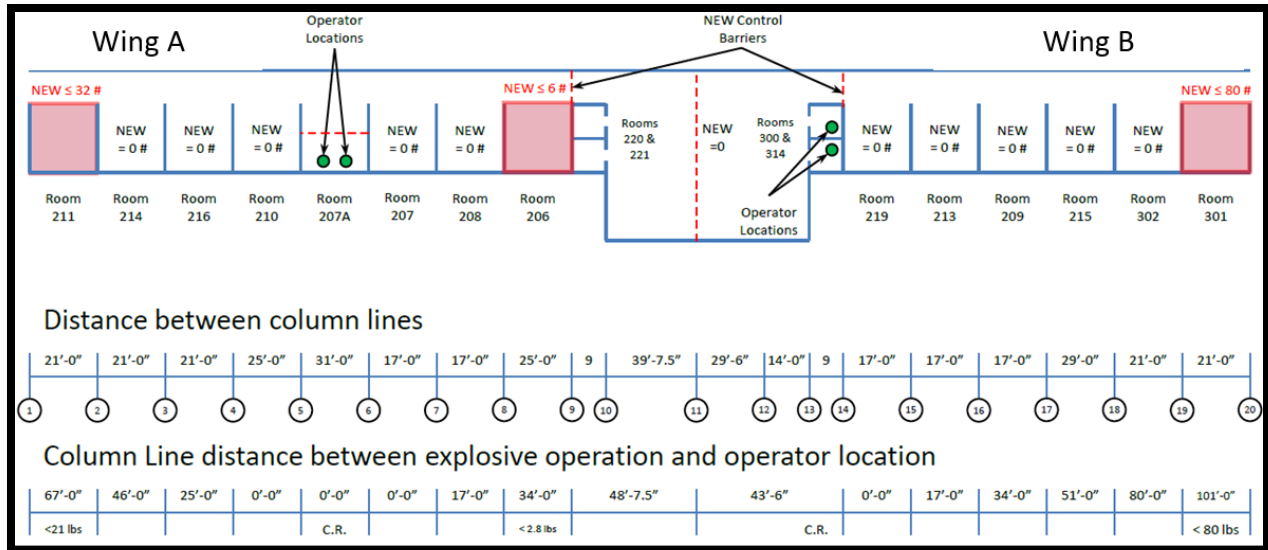 Wing A
Operator
Locations
NEW Control
Barriers
Wing B
NEW ≤ 32 #
NEW
= 0 #
NEW
= 0 #
NEW
= 0 #
NEW
= 0 #
NEW
= 0 #
NEW ≤ 6 #
Rooms
220 &
221
NEW
=0
Rooms
300 &
314
NEW
= 0 #
NEW
= 0 #
NEW
= 0 #
NEW
= 0 #
NEW
= 0 #
NEW ≤ 80 #
Room
211
Room
214
Room
216
Room
210
Room
207A
Room
207
Room
208
Room
206
Operator
Locations
Room
219
Room
213
Room
209
Room
215
Room
302
Room
301
Distance between column lines
21’-0” 21’-0” 21’-0” 25’-0” 31’-0” 17’-0” 17’-0” 25’-0” 9 39’-7.5” 29’-6” 14’-0” 9 17’-0” 17’-0” 17’-0” 29’-0” 21’-0” 21’-0”
1 2 3 4 5 6 7 8 9 10 11 12 13 14 15 16 17 18 19 20
Column Line distance between explosive operation and operator location
67’-0” 46’-0” 25’-0” 0’-0” 0’-0” 0’-0” 17’-0” 34’-0” 48’-7.5” 43’-6” 0’-0” 17’-0” 34’-0” 51’-0” 80’-0” 101’-0”
<21 lbs C.R. < 2.8 lbs C.R. < 80 lbs